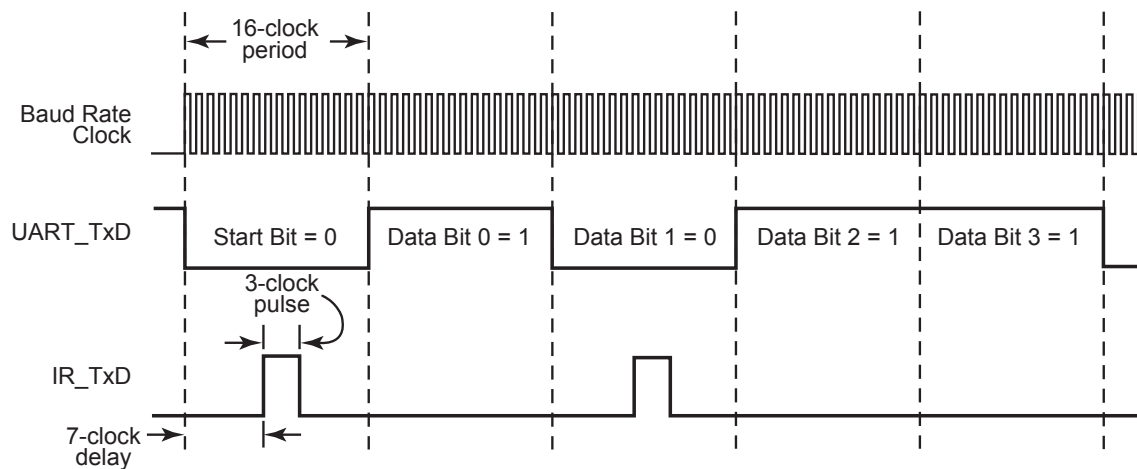 16-clock
period
Baud Rate
Clock
UART_TxD
Start Bit = 0
Data Bit 0 = 1
Data Bit 1 = 0
Data Bit 2 = 1
Data Bit 3 = 1
3-clock
pulse
IR_TxD
7-clock
delay